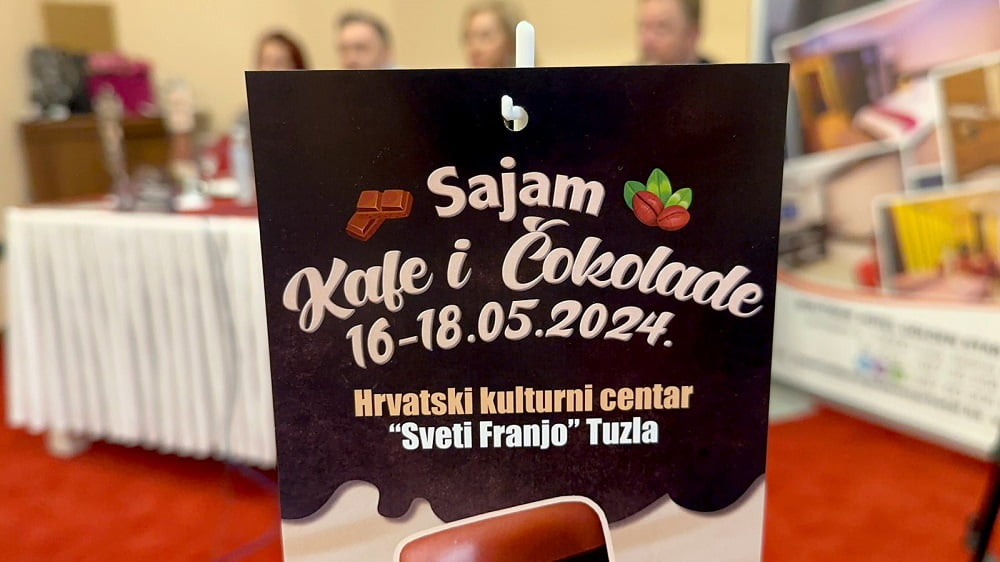 Sajam
Kafe i Čokolade
16-18.05.2024.
Hrvatski kulturni centar
“Sveti Franjo” Tuzla